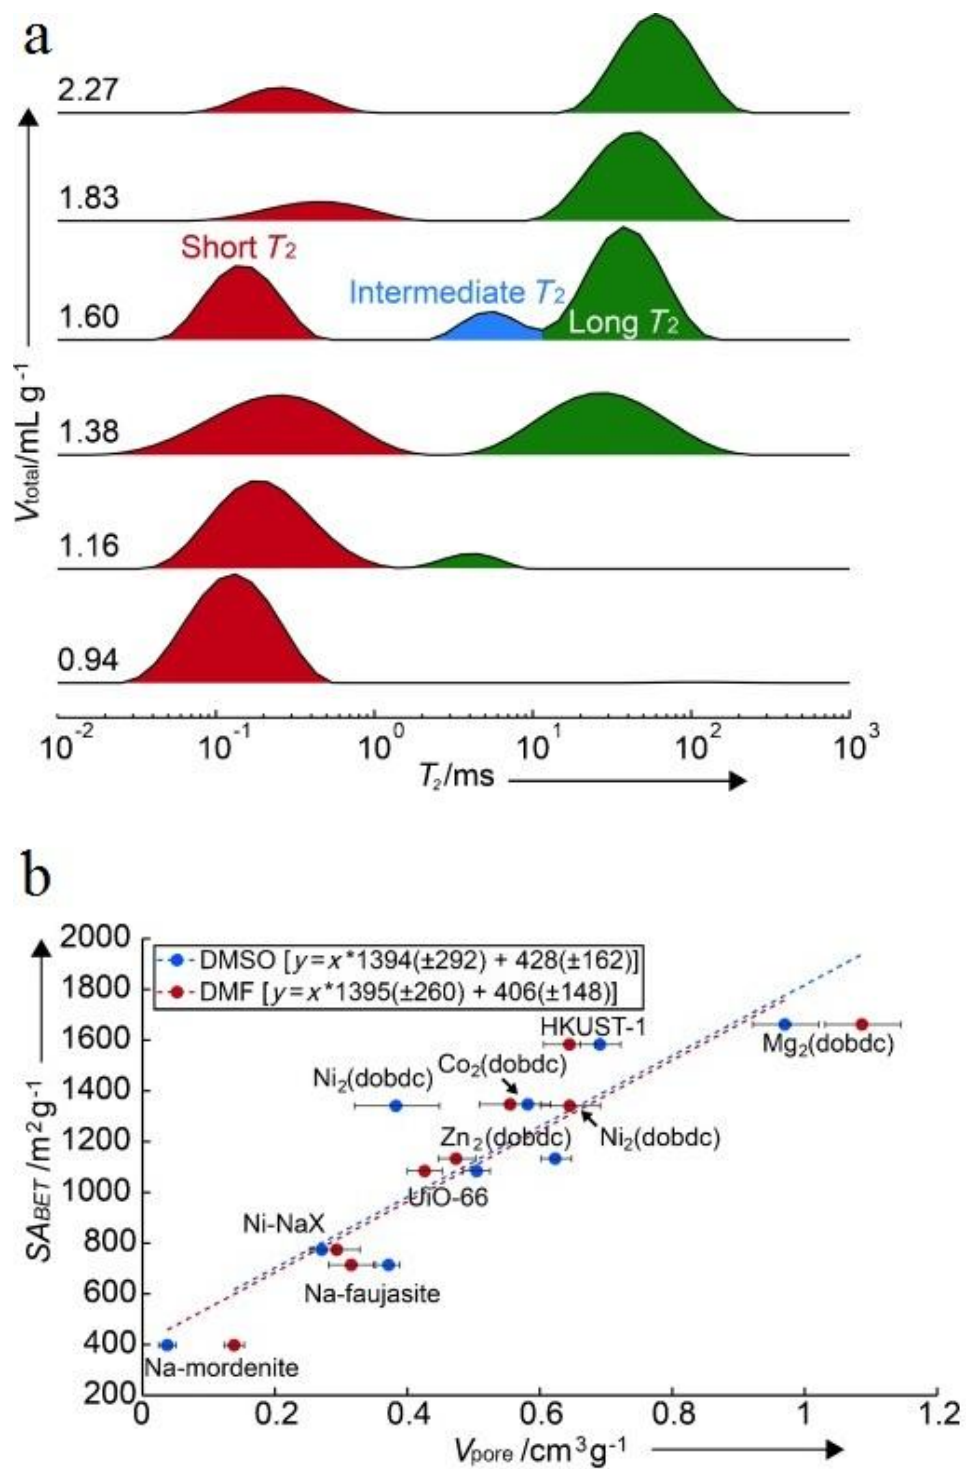 a
2.27
1.83
Short T2
Intermediate T2
1.60
Long T2
1.38
1.16
0.94
Vtotal/mL g-1
10-2 10-1 100 101 102 103
T2/ms
b
2000
1800
1600
1400
1200
1000
800
600
400
200
SABET /m2g-1
DMSO [y=x*1394(±292) + 428(±162)]
DMF [y=x*1395(±260) + 406(±148)]
HKUST-1
Mg2(dobdc)
Co2(dobdc)
Ni2(dobdc)
Zn2(dobdc)
Ni2(dobdc)
UiO-66
Ni-NaX
Na-faujasite
Na-mordenite
0 0.2 0.4 0.6 0.8 1 1.2
Vpore /cm3g-1